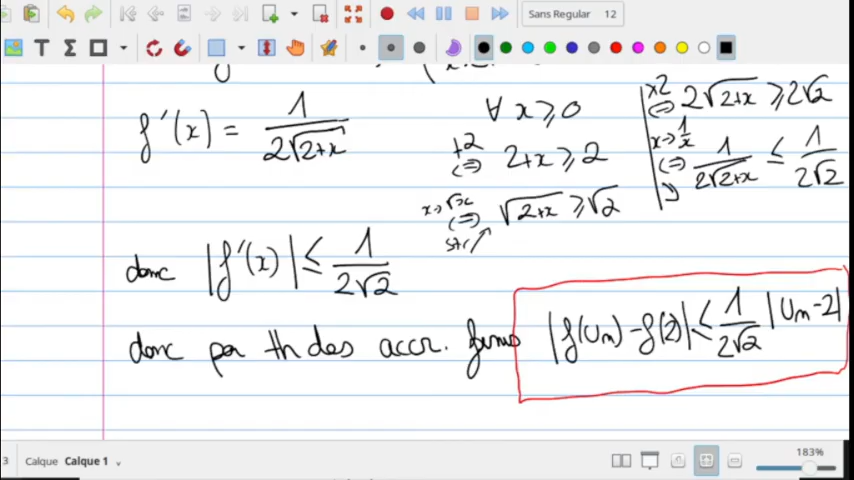 Sans Regular 12
f'(x) = 1/(2√(2+x))
∀ x ⩾ 0
+2 (=) 2+x ⩾ 2
x→√x (=) √(2+x) ⩾ √2
str ↗
x2 (=) 2√(2+x) ⩾ 2√2
x→1/x (=) 1/(2√(2+x)) ≤ 1/(2√2)
donc |f'(x)| ≤ 1/(2√2)
donc par th des accr. finis |f(Un) - f(2)| ≤ 1/(2√2) |Un-2|
3 Calque Calque 1 183%